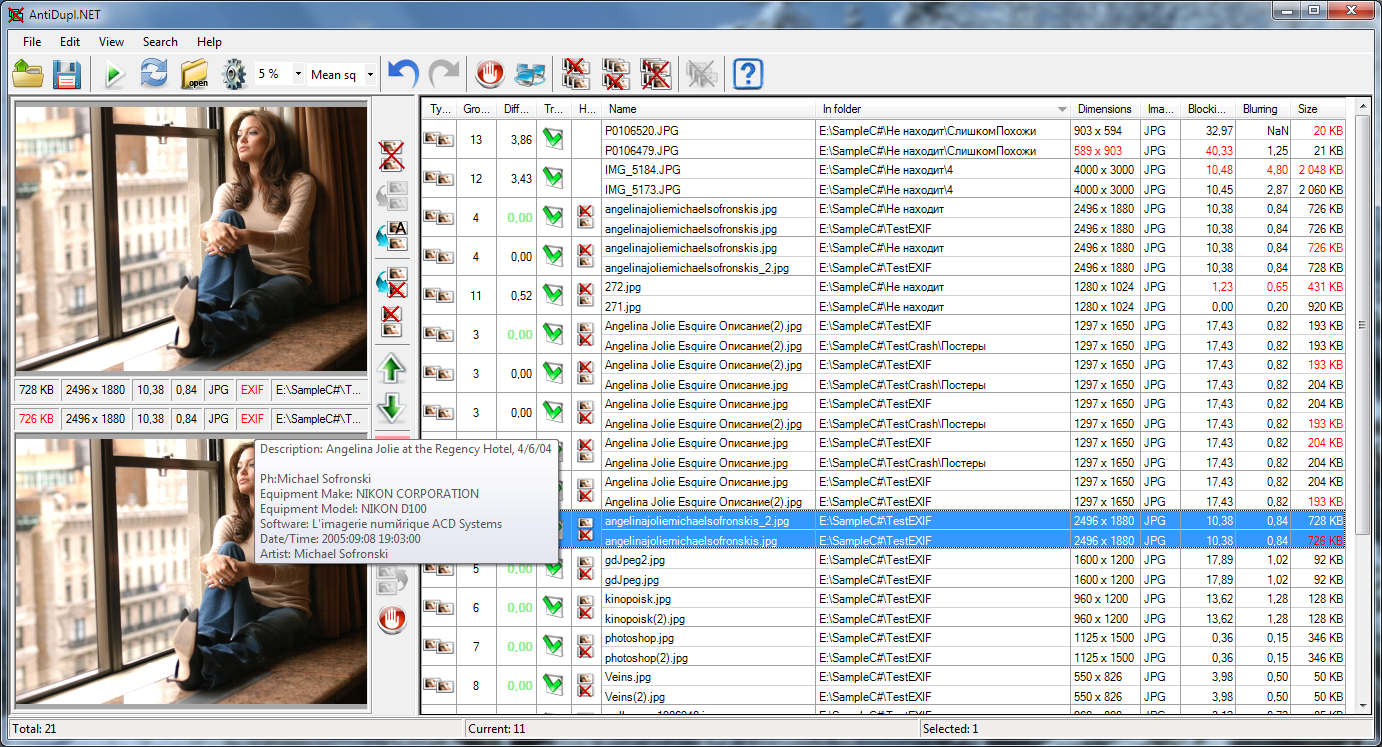 AntiDupl.NET
File Edit View Search Help
open 5 % Mean sq ?
Ty... Gro... Diff... Tr... H... Name In folder Dimensions Ima... Blocki... Blurring Size
13 3,86 P0106520.JPG E:\SampleC#\Не находит\СлишкомПохожи 903 x 594 JPG 32,97 NaN 20 KB
P0106479.JPG E:\SampleC#\Не находит\СлишкомПохожи 589 x 903 JPG 40,33 1,25 21 KB
12 3,43 IMG_5184.JPG E:\SampleC#\Не находит\4 4000 x 3000 JPG 10,48 4,80 2 048 KB
IMG_5173.JPG E:\SampleC#\Не находит\4 4000 x 3000 JPG 10,45 2,87 2 060 KB
4 0,00 angelinajoliemichaelsofronskis.jpg E:\SampleC#\Не находит 2496 x 1880 JPG 10,38 0,84 726 KB
angelinajoliemichaelsofronskis.jpg E:\SampleC#\TestEXIF 2496 x 1880 JPG 10,38 0,84 726 KB
4 0,00 angelinajoliemichaelsofronskis.jpg E:\SampleC#\Не находит 2496 x 1880 JPG 10,38 0,84 726 KB
angelinajoliemichaelsofronskis_2.jpg E:\SampleC#\TestEXIF 2496 x 1880 JPG 10,38 0,84 728 KB
11 0,52 272.jpg E:\SampleC#\Не находит 1280 x 1024 JPG 1,23 0,65 431 KB
271.jpg E:\SampleC#\Не находит 1280 x 1024 JPG 0,00 0,20 920 KB
3 0,00 Angelina Jolie Esquire Описание(2).jpg E:\SampleC#\TestEXIF 1297 x 1650 JPG 17,43 0,82 193 KB
Angelina Jolie Esquire Описание(2).jpg E:\SampleC#\TestCrash\Постеры 1297 x 1650 JPG 17,43 0,82 193 KB
3 0,00 Angelina Jolie Esquire Описание(2).jpg E:\SampleC#\TestEXIF 1297 x 1650 JPG 17,43 0,82 193 KB
Angelina Jolie Esquire Описание.jpg E:\SampleC#\TestCrash\Постеры 1297 x 1650 JPG 17,43 0,82 204 KB
3 0,00 Angelina Jolie Esquire Описание.jpg E:\SampleC#\TestEXIF 1297 x 1650 JPG 17,43 0,82 204 KB
Angelina Jolie Esquire Описание(2).jpg E:\SampleC#\TestCrash\Постеры 1297 x 1650 JPG 17,43 0,82 193 KB
Angelina Jolie Esquire Описание.jpg E:\SampleC#\TestEXIF 1297 x 1650 JPG 17,43 0,82 204 KB
Angelina Jolie Esquire Описание.jpg E:\SampleC#\TestCrash\Постеры 1297 x 1650 JPG 17,43 0,82 204 KB
Angelina Jolie Esquire Описание.jpg E:\SampleC#\TestEXIF 1297 x 1650 JPG 17,43 0,82 204 KB
Angelina Jolie Esquire Описание(2).jpg E:\SampleC#\TestEXIF 1297 x 1650 JPG 17,43 0,82 193 KB
angelinajoliemichaelsofronskis_2.jpg E:\SampleC#\TestEXIF 2496 x 1880 JPG 10,38 0,84 728 KB
angelinajoliemichaelsofronskis.jpg E:\SampleC#\TestEXIF 2496 x 1880 JPG 10,38 0,84 726 KB
5 0,00 gdJpeg2.jpg E:\SampleC#\TestEXIF 1600 x 1200 JPG 17,89 1,02 92 KB
gdJpeg.jpg E:\SampleC#\TestEXIF 1600 x 1200 JPG 17,89 1,02 92 KB
6 0,00 kinopoisk.jpg E:\SampleC#\TestEXIF 960 x 1200 JPG 13,62 1,28 128 KB
kinopoisk(2).jpg E:\SampleC#\TestEXIF 960 x 1200 JPG 13,62 1,28 128 KB
7 0,00 photoshop.jpg E:\SampleC#\TestEXIF 1125 x 1500 JPG 0,36 0,15 346 KB
photoshop(2).jpg E:\SampleC#\TestEXIF 1125 x 1500 JPG 0,36 0,15 346 KB
8 0,00 Veins.jpg E:\SampleC#\TestEXIF 550 x 826 JPG 3,98 0,50 50 KB
Veins(2).jpg E:\SampleC#\TestEXIF 550 x 826 JPG 3,98 0,50 50 KB
728 KB 2496 x 1880 10,38 0,84 JPG EXIF E:\SampleC#\T...
726 KB 2496 x 1880 10,38 0,84 JPG EXIF E:\SampleC#\T...
A
Description: Angelina Jolie at the Regency Hotel, 4/6/04
Ph:Michael Sofronski
Equipment Make: NIKON CORPORATION
Equipment Model: NIKON D100
Software: L'imagerie numйrique ACD Systems
Date/Time: 2005:09:08 19:03:00
Artist: Michael Sofronski
Total: 21 Current: 11 Selected: 1